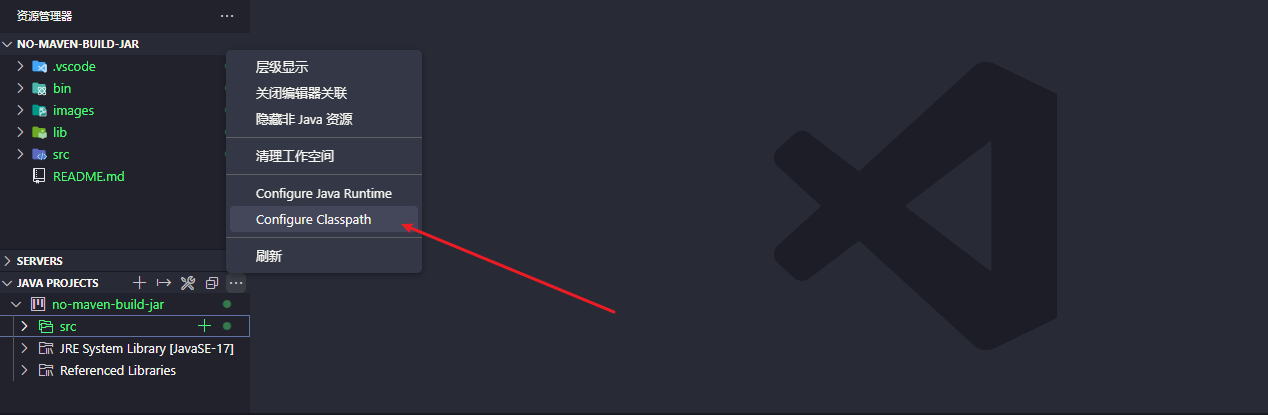 资源管理器
NO-MAVEN-BUILD-JAR
.vscode
bin
images
lib
src
README.md
层级显示
关闭编辑器关联
隐藏非 Java 资源
清理工作空间
Configure Java Runtime
Configure Classpath
刷新
SERVERS
JAVA PROJECTS
no-maven-build-jar
src
JRE System Library [JavaSE-17]
Referenced Libraries